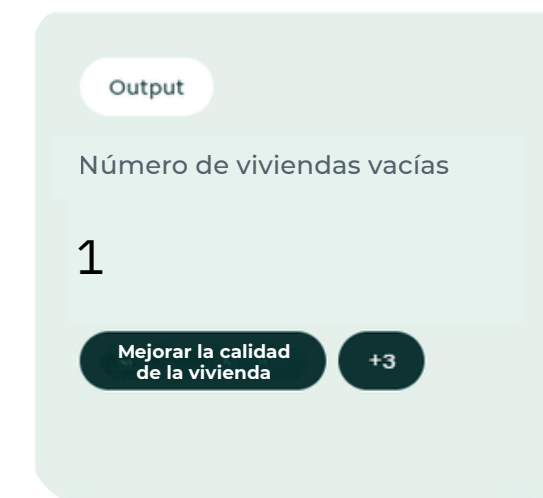 Output
Número de viviendas vacías
1
Mejorar la calidad
de la vivienda
+3